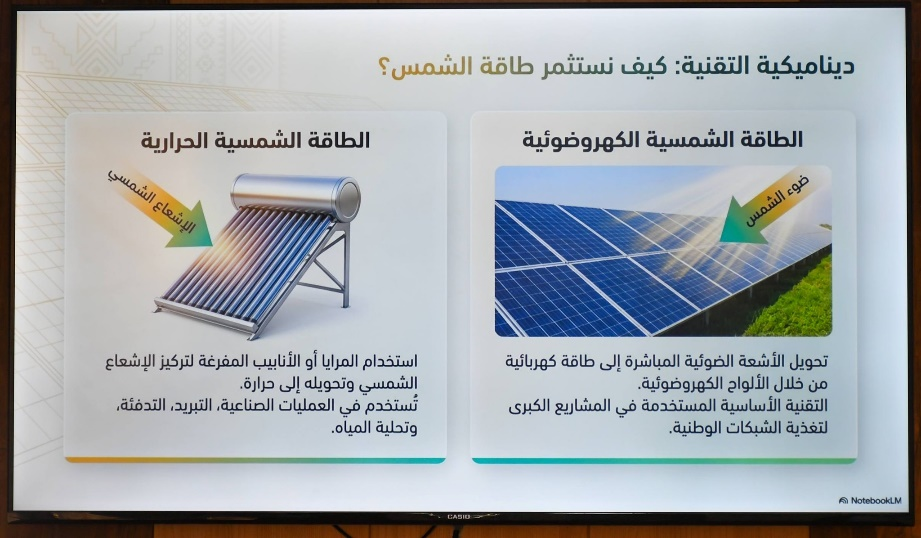 ديناميكية التقنية: كيف نستثمر طاقة الشمس؟
الطاقة الشمسية الكهروضوئية
ضوء الشمس
تحويل الأشعة الضوئية المباشرة إلى طاقة كهربائية
من خلال الألواح الكهروضوئية.
التقنية الأساسية المستخدمة في المشاريع الكبرى
لتغذية الشبكات الوطنية.
الطاقة الشمسية الحرارية
الإشعاع الشمسي
استخدام المرايا أو الأنابيب المفرغة لتركيز الإشعاع
الشمسي وتحويله إلى حرارة.
تُستخدم في العمليات الصناعية، التبريد، التدفئة،
وتحلية المياه.
NotebookLM
CASIO